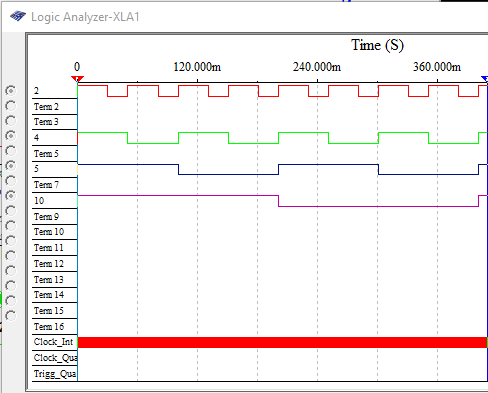 Logic Analyzer-XLA1
Time (S)
0 120.000m 240.000m 360.000m
2
Term 2
Term 3
4
Term 5
5
Term 7
10
Term 9
Term 10
Term 11
Term 12
Term 13
Term 14
Term 15
Term 16
Clock_Int
Clock_Qua
Trigg_Qua